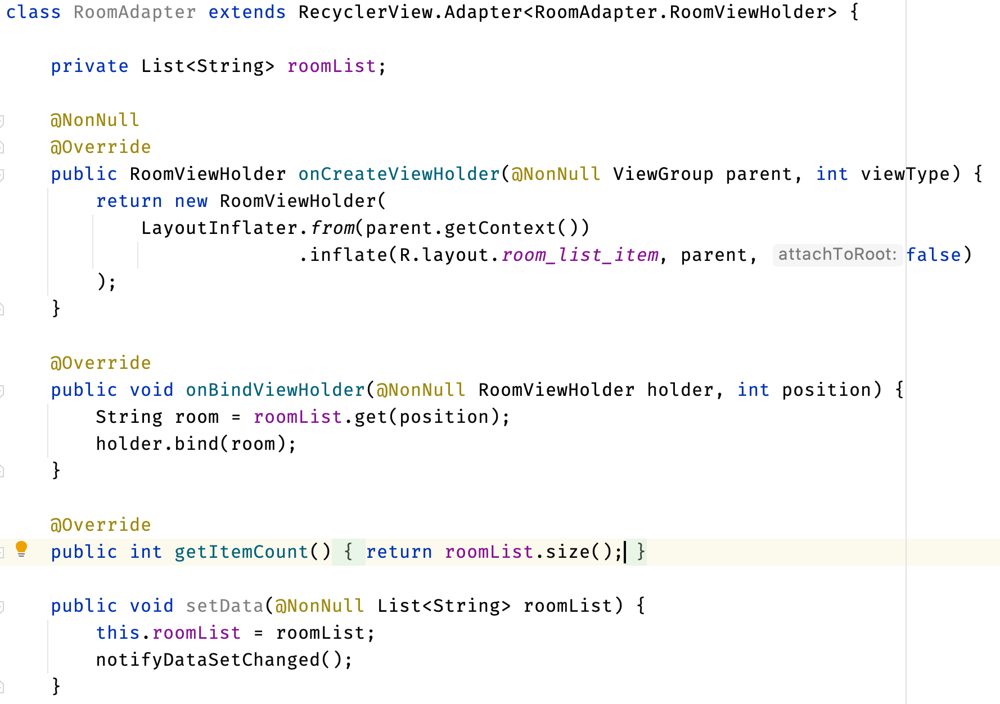 class RoomAdapter extends RecyclerView.Adapter<RoomAdapter.RoomViewHolder> {
private List<String> roomList;
@NonNull
@Override
public RoomViewHolder onCreateViewHolder(@NonNull ViewGroup parent, int viewType) {
return new RoomViewHolder(
LayoutInflater.from(parent.getContext())
.inflate(R.layout.room_list_item, parent, attachToRoot: false)
);
}
@Override
public void onBindViewHolder(@NonNull RoomViewHolder holder, int position) {
String room = roomList.get(position);
holder.bind(room);
}
@Override
public int getItemCount() { return roomList.size(); }
public void setData(@NonNull List<String> roomList) {
this.roomList = roomList;
notifyDataSetChanged();
}